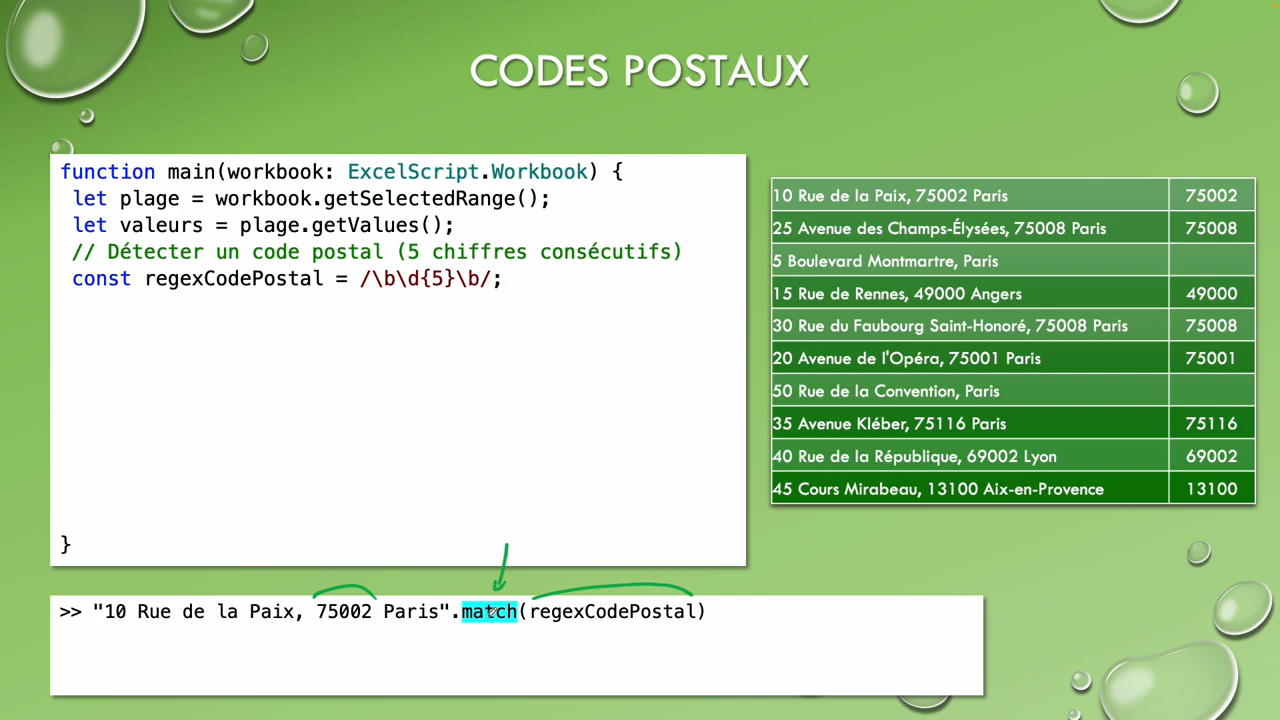 CODES POSTAUX
function main(workbook: ExcelScript.Workbook) {
let plage = workbook.getSelectedRange();
let valeurs = plage.getValues();
// Détecter un code postal (5 chiffres consécutifs)
const regexCodePostal = /\b\d{5}\b/;
}
10 Rue de la Paix, 75002 Paris 75002
25 Avenue des Champs-Élysées, 75008 Paris 75008
5 Boulevard Montmartre, Paris
15 Rue de Rennes, 49000 Angers 49000
30 Rue du Faubourg Saint-Honoré, 75008 Paris 75008
20 Avenue de l'Opéra, 75001 Paris 75001
50 Rue de la Convention, Paris
35 Avenue Kléber, 75116 Paris 75116
40 Rue de la République, 69002 Lyon 69002
45 Cours Mirabeau, 13100 Aix-en-Provence 13100
>> "10 Rue de la Paix, 75002 Paris".match(regexCodePostal)